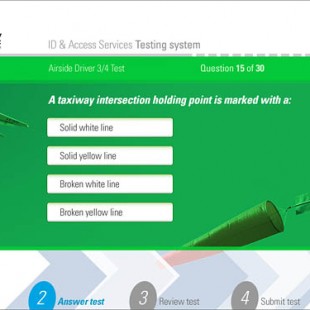 ID & Access Services Testing system
Airside Driver 3/4 Test
Question 15 of 30
A taxiway intersection holding point is marked with a:
Solid white line
Solid yellow line
Broken white line
Broken yellow line
2 Answer test
3 Review test
4 Submit test